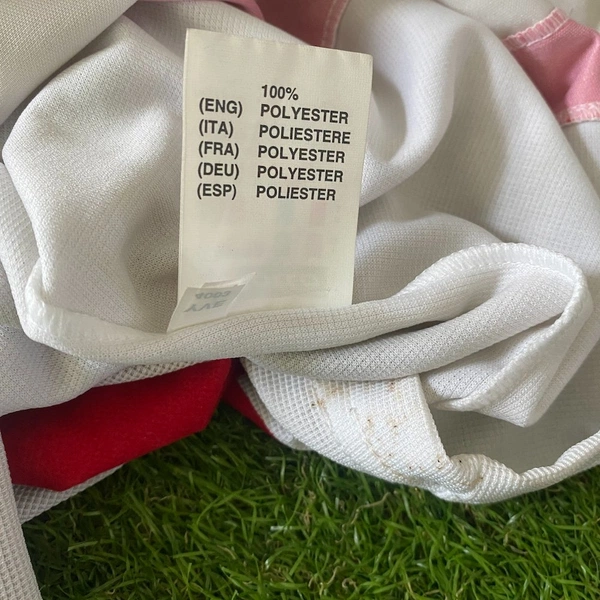 100%
(ENG) POLYESTER
(ITA) POLIESTERE
(FRA) POLYESTER
(DEU) POLYESTER
(ESP) POLIESTER